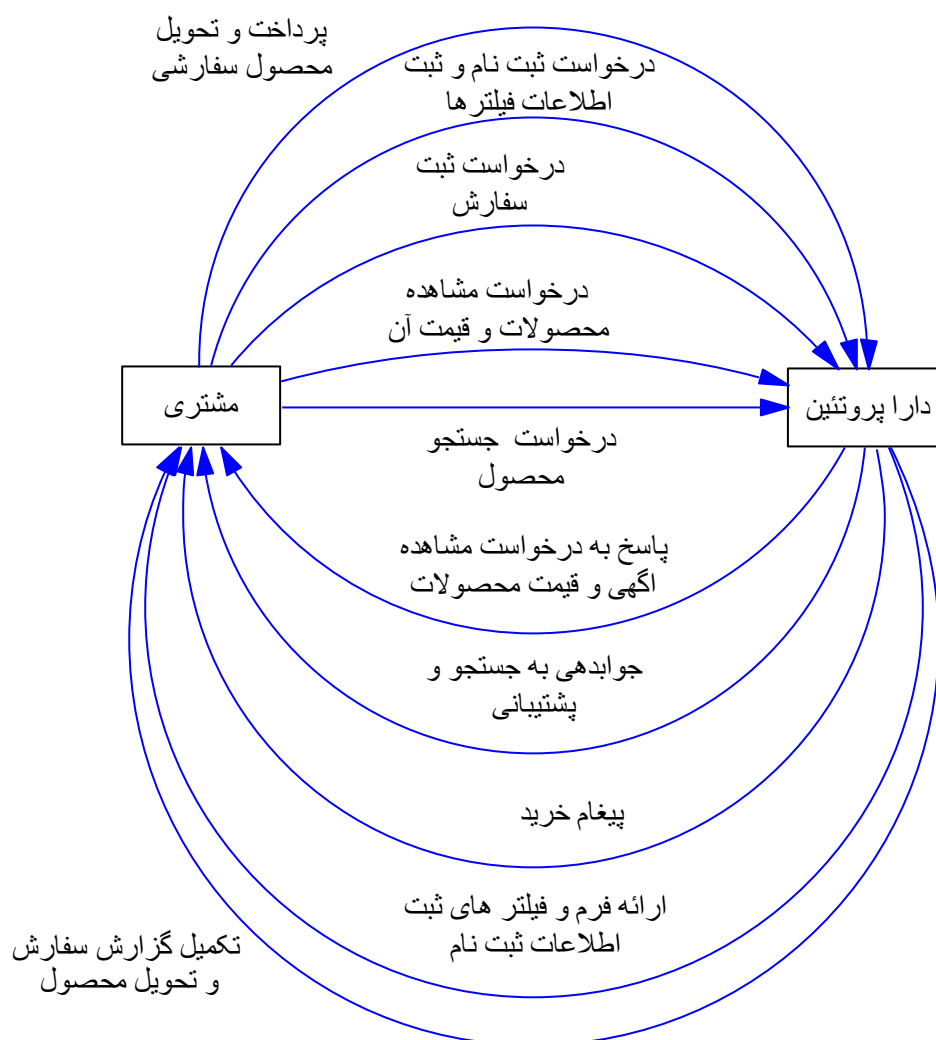 پرداخت و تحویل
محصول سفارشی
درخواست ثبت نام و ثبت
اطلاعات فیلترها
درخواست ثبت
سفارش
درخواست مشاهده
محصولات و قیمت آن
مشتری
دارا پروتئین
درخواست جستجو
محصول
پاسخ به درخواست مشاهده
اگهی و قیمت محصولات
جوابدهی به جستجو و
پشتیبانی
پیغام خرید
ارائه فرم و فیلتر های ثبت
اطلاعات ثبت نام
تکمیل گزارش سفارش
و تحویل محصول